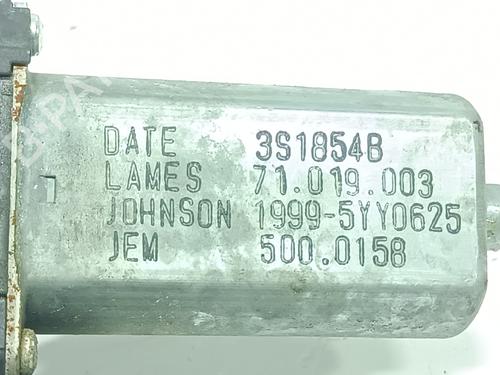 DATE 3S1854B
LAMES 71.019.003
JOHNSON 1999-5YY0625
JEM 500.0158